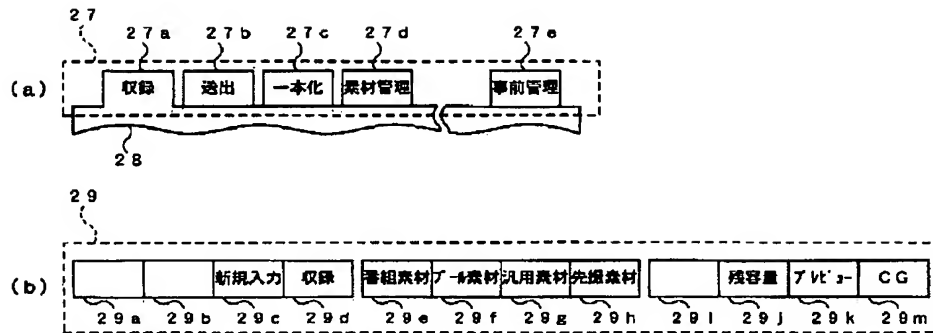 27
27a 27b 27c 27d 27e
(a) 収録 送出 一本化 素材管理 事前管理
28
29
(b) 新規入力 収録 番組素材 プール素材 汎用素材 先振素材 残容量 プレビュー CG
29a 29b 29c 29d 29e 29f 29g 29h 29i 29j 29k 29m